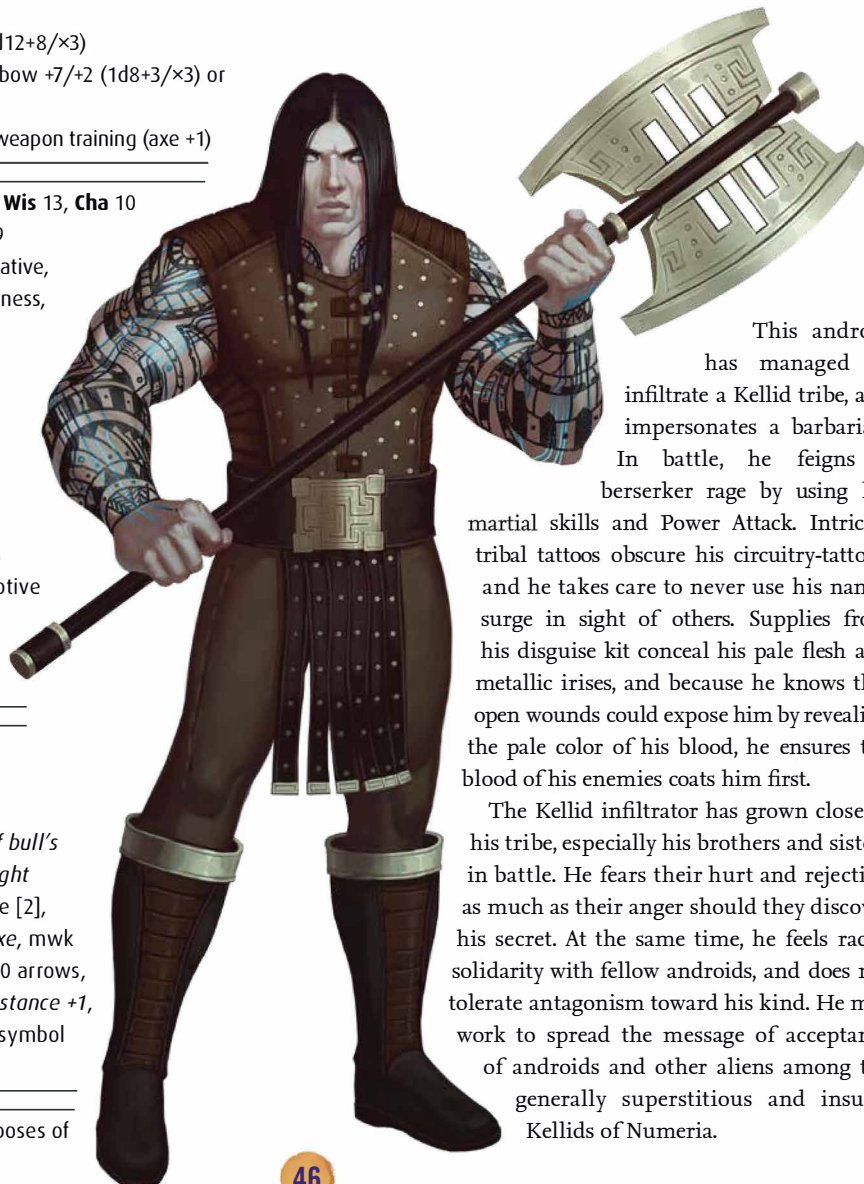 d12+8/×3)
bow +7/+2 (1d8+3/×3) or
weapon training (axe +1)
Wis 13, Cha 10
9
ative,
ness,
otive
f bull's
ght
e [2],
xe, mwk
0 arrows,
stance +1,
symbol
poses of
This andro
has managed
infiltrate a Kellid tribe, a
impersonates a barbaria
In battle, he feigns
berserker rage by using h
martial skills and Power Attack. Intric
tribal tattoos obscure his circuitry-tatto
and he takes care to never use his nan
surge in sight of others. Supplies fro
his disguise kit conceal his pale flesh a
metallic irises, and because he knows th
open wounds could expose him by reveali
the pale color of his blood, he ensures t
blood of his enemies coats him first.
The Kellid infiltrator has grown close
his tribe, especially his brothers and siste
in battle. He fears their hurt and rejecti
as much as their anger should they discov
his secret. At the same time, he feels rac
solidarity with fellow androids, and does n
tolerate antagonism toward his kind. He m
work to spread the message of acceptan
of androids and other aliens among t
generally superstitious and insu
Kellids of Numeria.
46